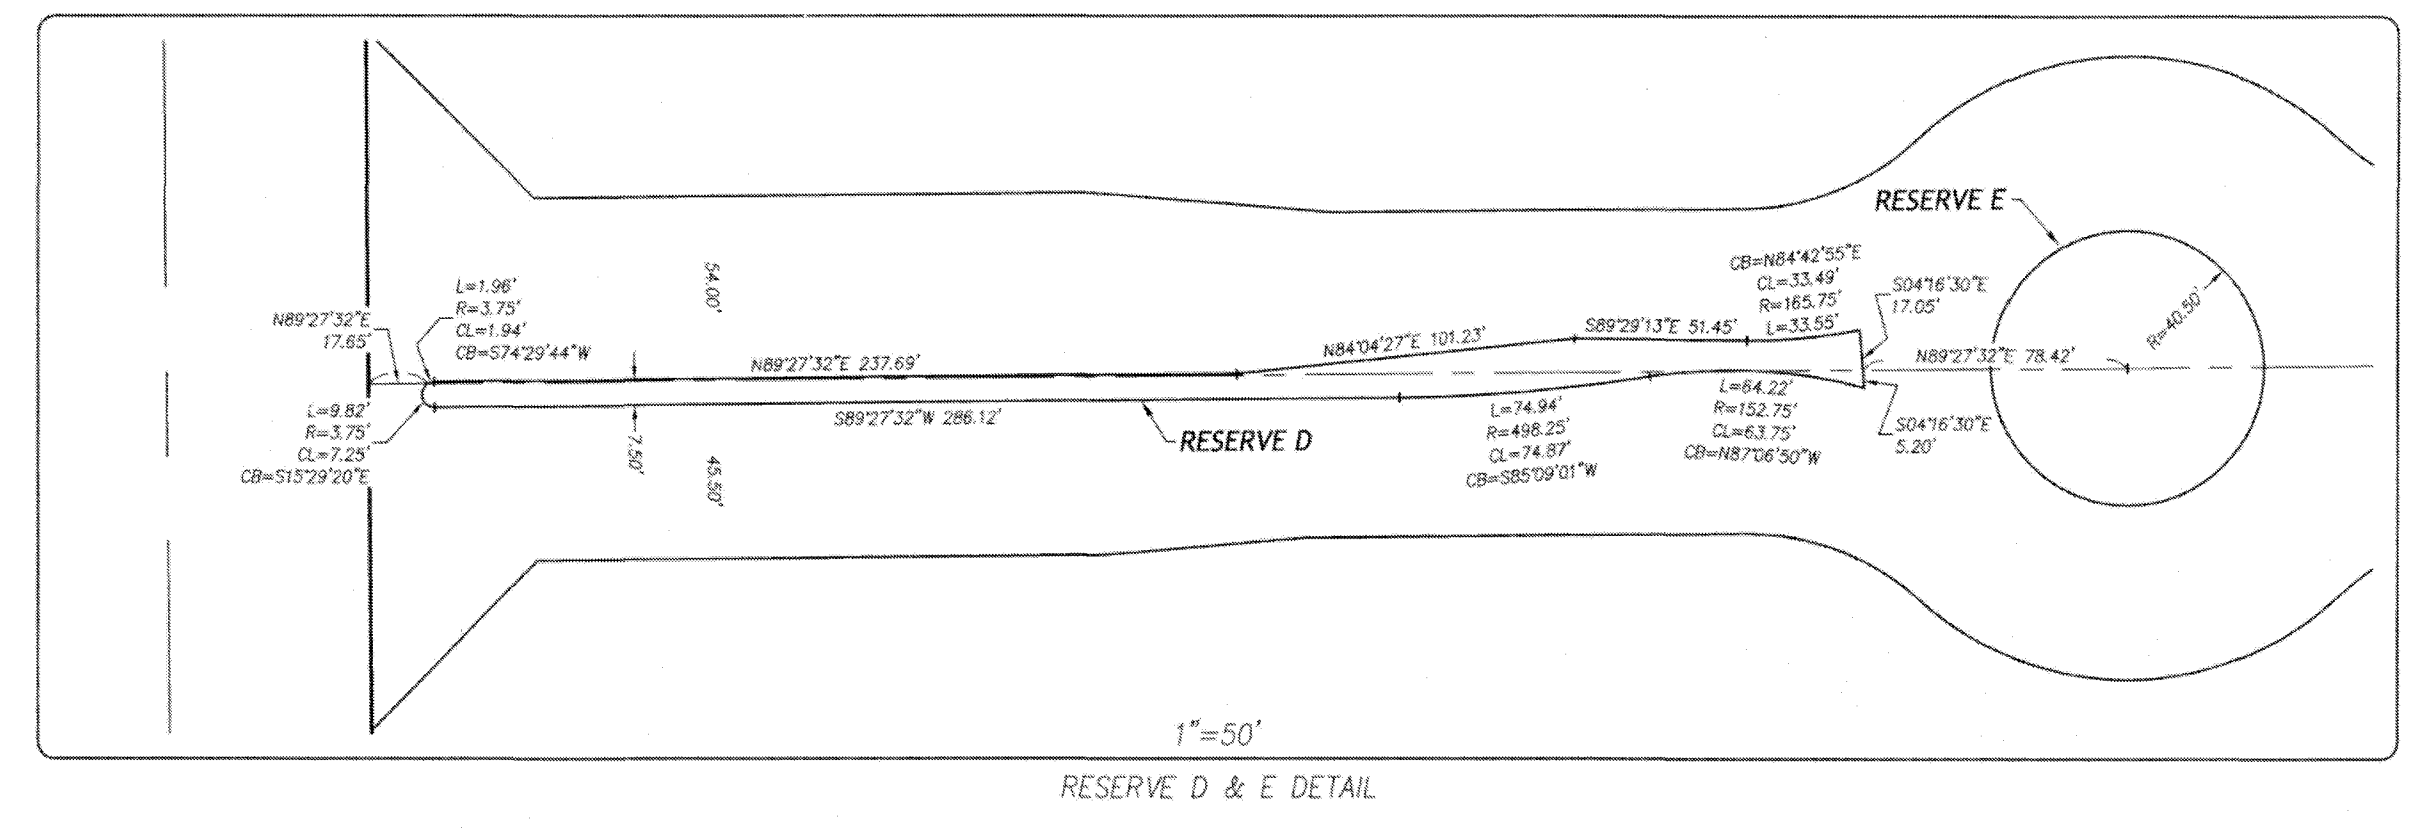 RESERVE E
CB=N84°42'55"E
CL=33.49'
R=165.75'
L=33.55'
S04°16'30"E
17.05'
R=40.50'
L=1.96'
R=3.75'
CL=1.94'
CB=S74°29'44"W
54.00'
N89°27'32"E
17.65'
N89°27'32"E 237.69'
N84°04'27"E 101.23'
S89°29'13"E 51.45'
N89°27'32"E 78.42'
L=9.82'
R=3.75'
CL=7.25'
CB=S15°29'20"E
7.50'
45.50'
S89°27'32"W 286.12'
RESERVE D
L=74.94'
R=498.25'
CL=74.87'
CB=S85°09'01"W
L=64.22'
R=152.75'
CL=63.75'
CB=N87°06'50"W
S04°16'30"E
5.20'
1"=50'
RESERVE D & E DETAIL